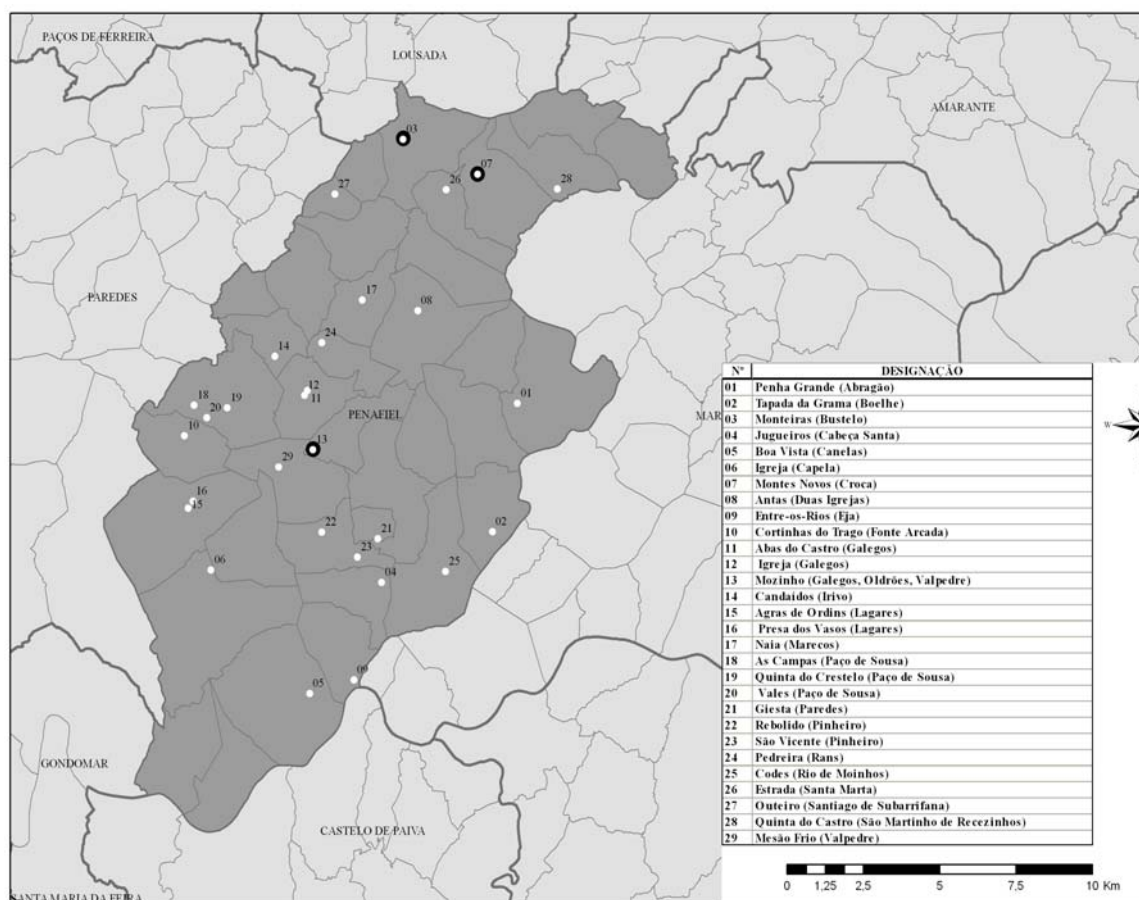 PAÇOS DE FERREIRA
LOUSADA
AMARANTE
03
07
26
28
27
PAREDES
17
08
24
14
12
11
18
19
20
01
10
PENAFIEL
MAR
13
29
16
15
22
21
02
23
06
25
04
09
05
GONDOMAR
CASTELO DE PAIVA
SANTA MARIA DA FEIRA
Nº DESIGNAÇÃO
01 Penha Grande (Abragão)
02 Tapada da Grama (Boelhe)
03 Monteiras (Bustelo)
04 Jugueiros (Cabeça Santa)
05 Boa Vista (Canelas)
06 Igreja (Capela)
07 Montes Novos (Croca)
08 Antas (Duas Igrejas)
09 Entre-os-Rios (Eja)
10 Cortinhas do Trago (Fonte Arcada)
11 Abas do Castro (Galegos)
12 Igreja (Galegos)
13 Mozinho (Galegos, Oldrões, Valpedre)
14 Candaídos (Irivo)
15 Agras de Ordins (Lagares)
16 Presa dos Vasos (Lagares)
17 Naia (Marecos)
18 As Campas (Paço de Sousa)
19 Quinta do Crestelo (Paço de Sousa)
20 Vales (Paço de Sousa)
21 Giesta (Paredes)
22 Rebolido (Pinheiro)
23 São Vicente (Pinheiro)
24 Pedreira (Rans)
25 Codes (Rio de Moinhos)
26 Estrada (Santa Marta)
27 Outeiro (Santiago de Subarrifana)
28 Quinta do Castro (São Martinho de Recezinhos)
29 Mesão Frio (Valpedre)
W
0 1,25 2,5 5 7,5 10 Km